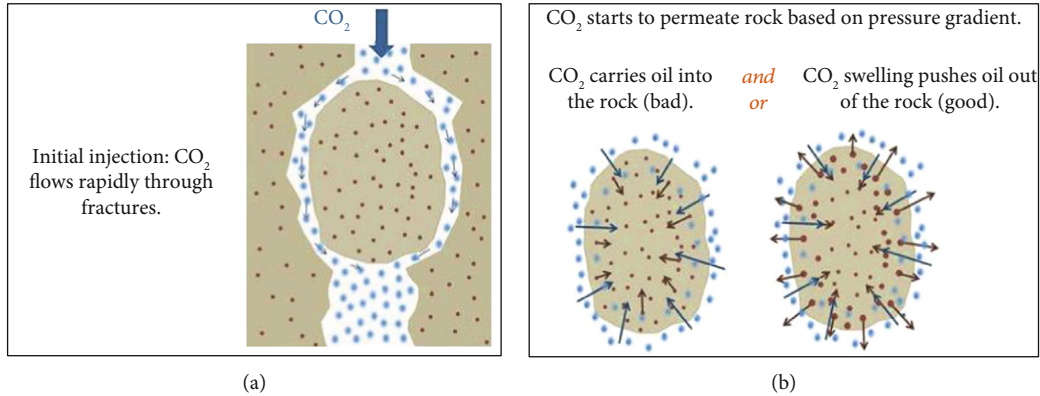 CO₂
Initial injection: CO₂
flows rapidly through
fractures.
(a)
CO₂ starts to permeate rock based on pressure gradient.
CO₂ carries oil into
the rock (bad).
and
or
CO₂ swelling pushes oil out
of the rock (good).
(b)